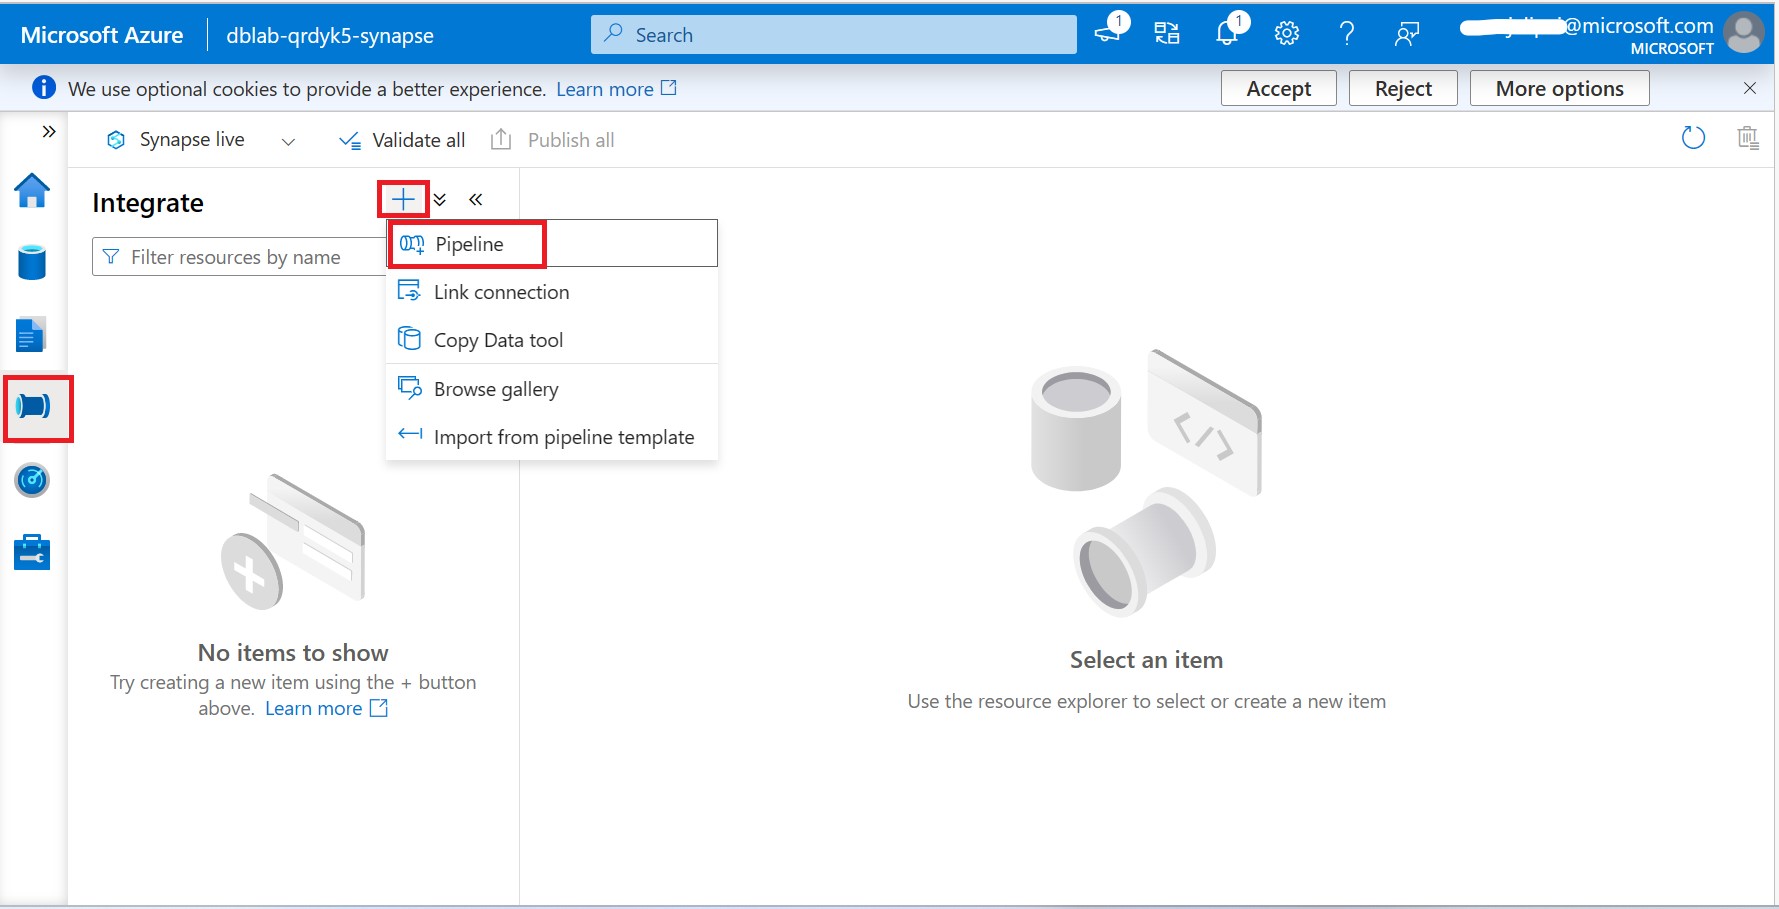 Microsoft Azure
dblab-qrdyk5-synapse
Search
1
1
@microsoft.com
MICROSOFT
We use optional cookies to provide a better experience. Learn more
Accept
Reject
More options
Synapse live
Validate all
Publish all
Integrate
Filter resources by name
Pipeline
Link connection
Copy Data tool
Browse gallery
Import from pipeline template
No items to show
Try creating a new item using the + button
above. Learn more
Select an item
Use the resource explorer to select or create a new item